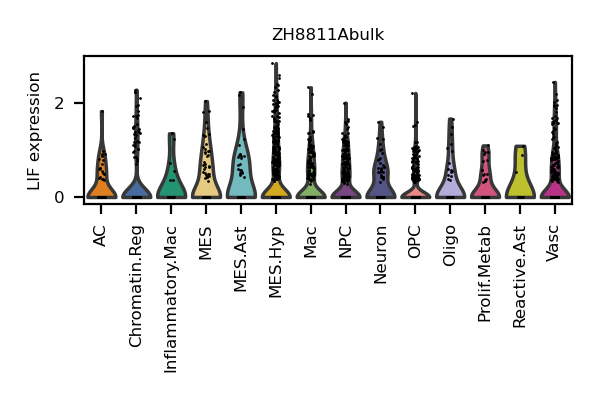 ZH8811Abulk
LIF expression
2
0
AC
Chromatin.Reg
Inflammatory.Mac
MES
MES.Ast
MES.Hyp
Mac
NPC
Neuron
OPC
Oligo
Prolif.Metab
Reactive.Ast
Vasc